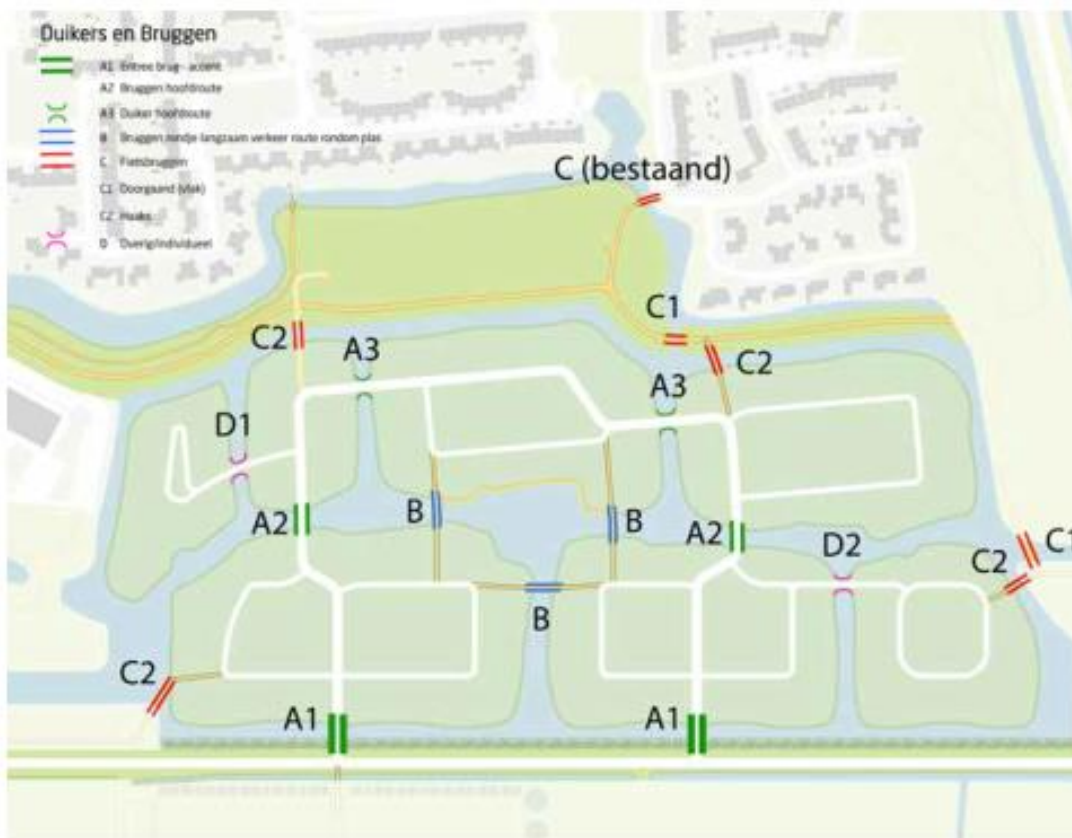 Duikers en Bruggen
A1 Entree brug - accent
A2 Bruggen hoofdroute
A3 Duiker hoofdroute
B Bruggen rondje langzaam verkeer route rondom plas
C Fietsbruggen
C1 Doorgaand (vlak)
C2 Haaks
D Overig/individueel
C (bestaand)
C1
C2
A3
C2
A3
D1
B
B
A2
A2
D2
C1
C2
B
C2
A1
A1